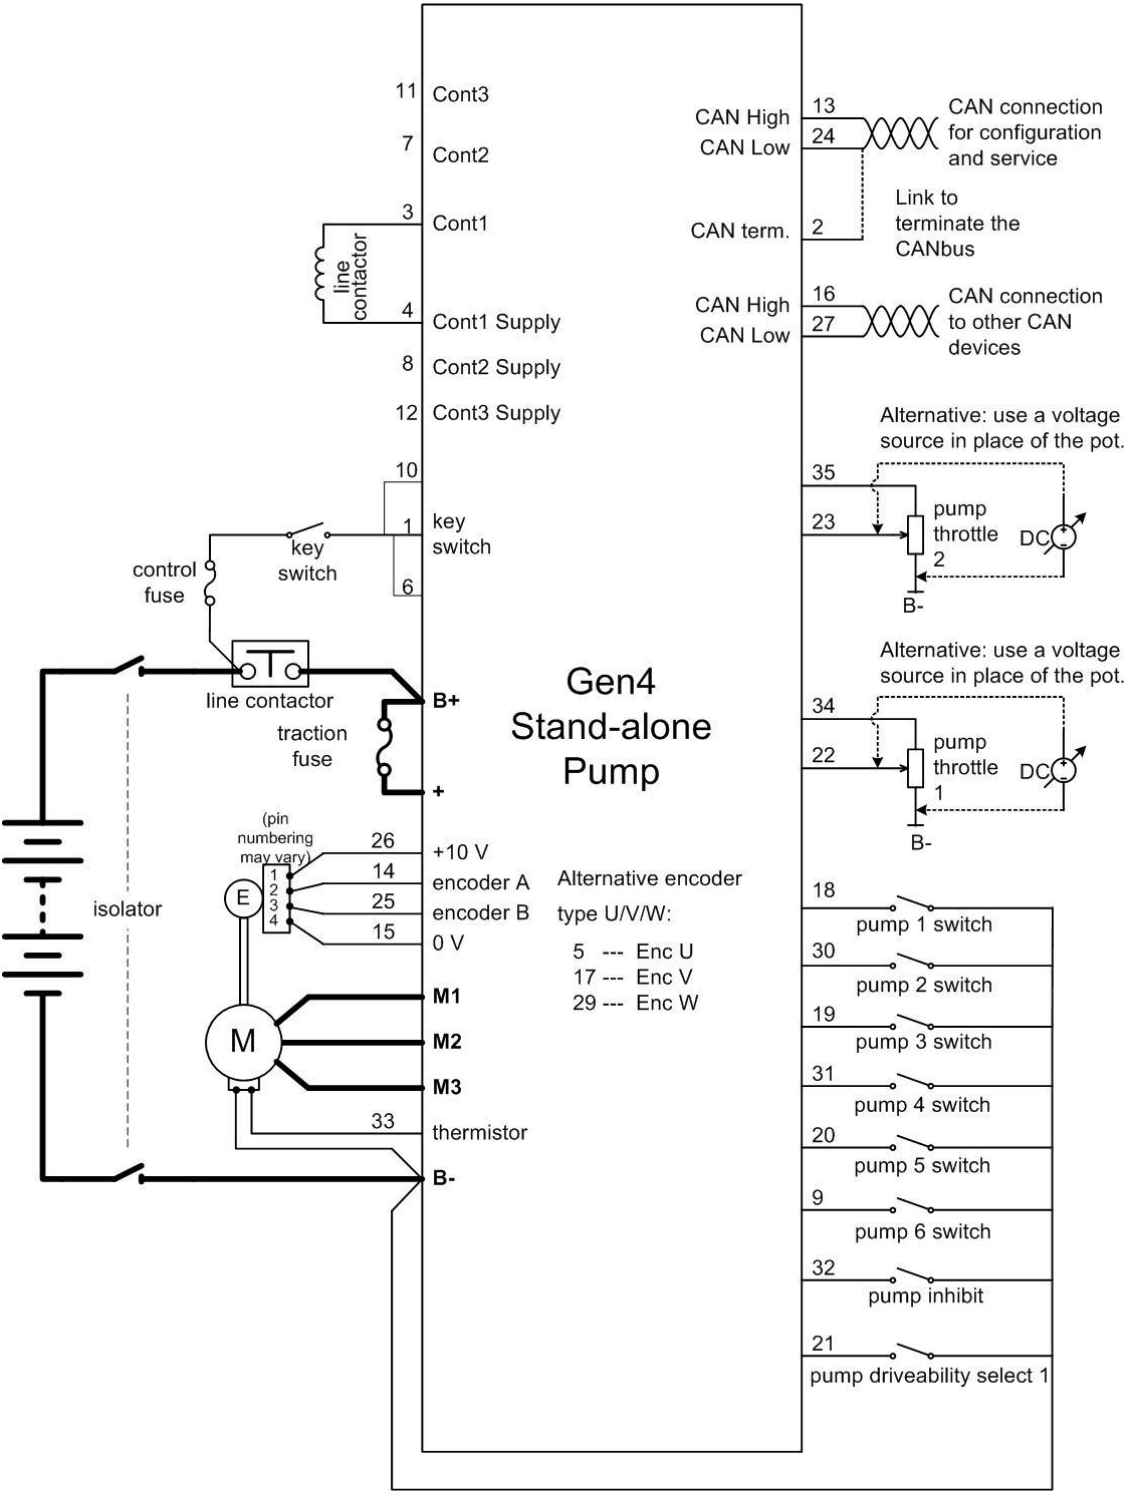 11
Cont3
7
Cont2
3
Cont1
line
contactor
4
Cont1 Supply
8
Cont2 Supply
12
Cont3 Supply
10
1
key
switch
key
switch
6
control
fuse
line contactor
B+
traction
fuse
+
(pin
numbering
may vary)
26
+10 V
14
encoder A
25
encoder B
15
0 V
1
2
3
4
E
isolator
M
M1
M2
M3
33
thermistor
B-
Gen4
Stand-alone
Pump
Alternative encoder
type U/V/W:
5 --- Enc U
17 --- Enc V
29 --- Enc W
CAN High
13
CAN Low
24
CAN connection
for configuration
and service
CAN term.
2
Link to
terminate the
CANbus
CAN High
16
CAN Low
27
CAN connection
to other CAN
devices
Alternative: use a voltage
source in place of the pot.
35
23
pump
throttle
2
DC
+
-
B-
Alternative: use a voltage
source in place of the pot.
34
22
pump
throttle
1
DC
+
-
B-
18
pump 1 switch
30
pump 2 switch
19
pump 3 switch
31
pump 4 switch
20
pump 5 switch
9
pump 6 switch
32
pump inhibit
21
pump driveability select 1